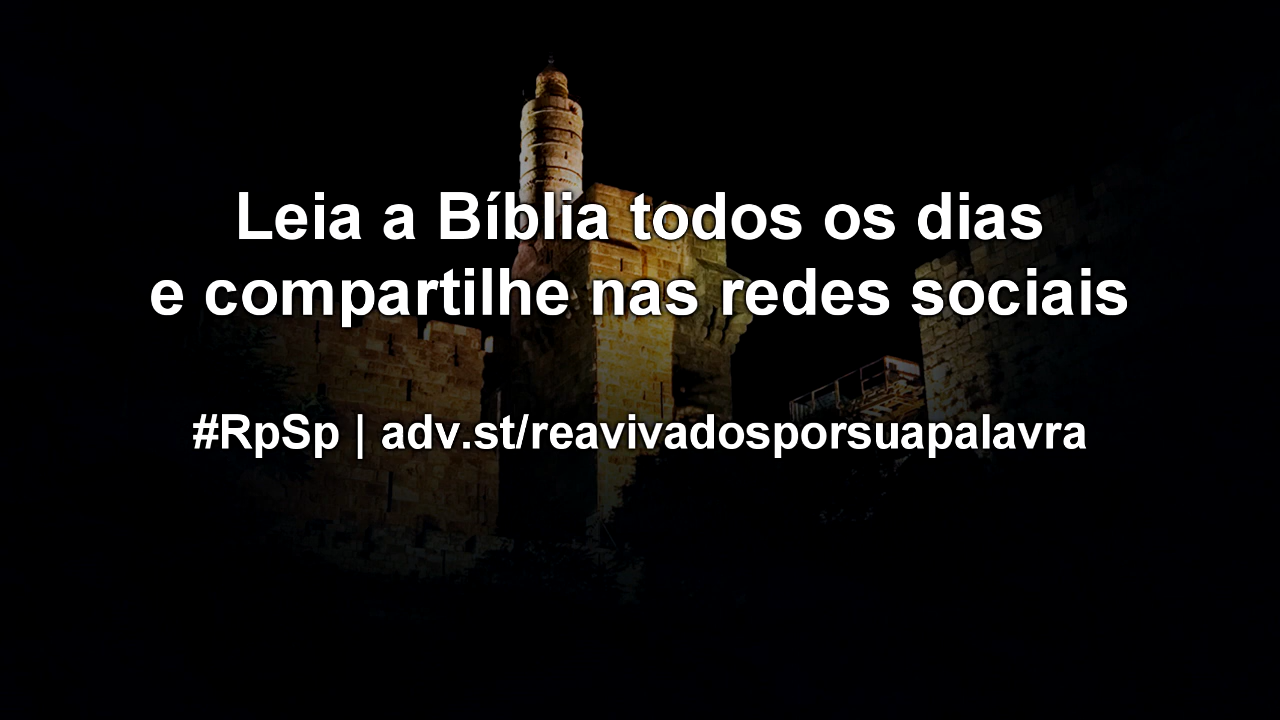 Leia a Bíblia todos os dias
e compartilhe nas redes sociais
#RpSp | adv.st/reavivadosporsuapalavra